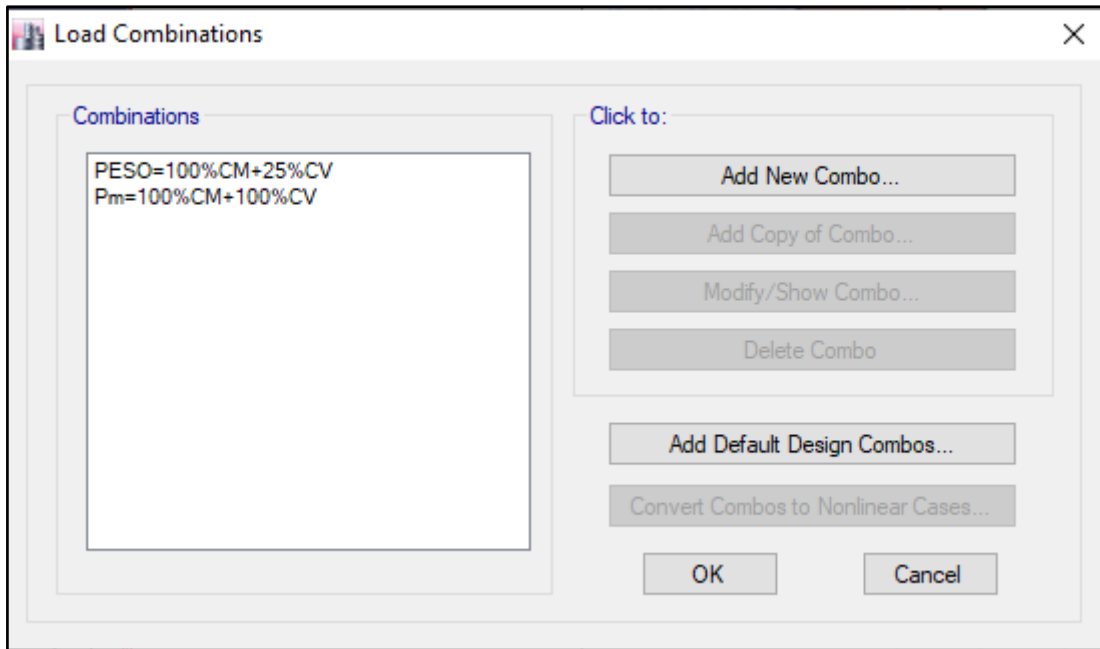 Load Combinations
Combinations
PESO=100%CM+25%CV
Pm=100%CM+100%CV
Click to:
Add New Combo...
Add Copy of Combo...
Modify/Show Combo...
Delete Combo
Add Default Design Combos...
Convert Combos to Nonlinear Cases...
OK
Cancel